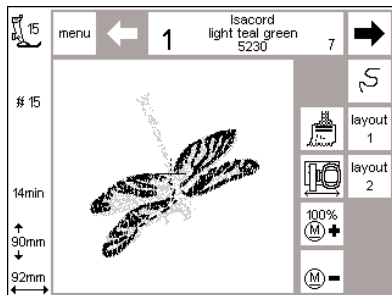 15
menu
1
Isacord
light teal green
5230
7
# 15
layout
1
layout
2
14min
100%
M +
90mm
M -
92mm